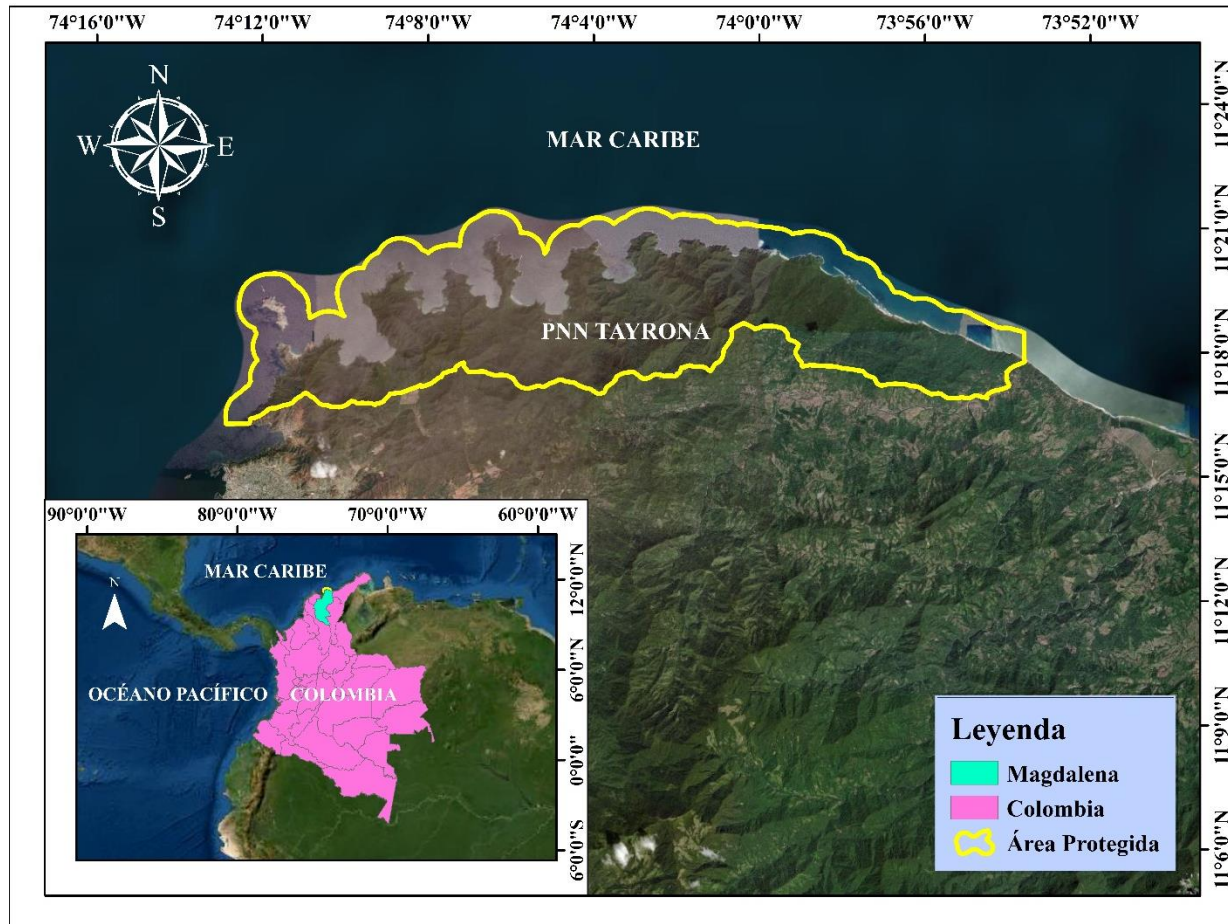 74°16'0"W 74°12'0"W 74°8'0"W 74°4'0"W 74°0'0"W 73°56'0"W 73°52'0"W
N
W E
S
MAR CARIBE
PNN TAYRONA
11°24'0"N
11°21'0"N
11°18'0"N
11°15'0"N
11°12'0"N
11°9'0"N
11°6'0"N
90°0'0"W 80°0'0"W 70°0'0"W 60°0'0"W
MAR CARIBE
N
OCÉANO PACÍFICO COLOMBIA
12°0'0"N
6°0'0"N
0°0'0"
6°0'0"S
Leyenda
Magdalena
Colombia
Área Protegida